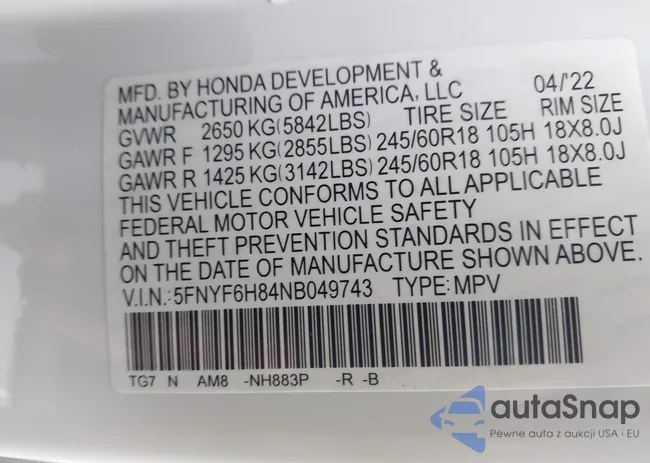 MFD. BY HONDA DEVELOPMENT &
MANUFACTURING OF AMERICA, LLC 04/'22
GVWR 2650 KG(5842LBS) TIRE SIZE RIM SIZE
GAWR F 1295 KG(2855LBS) 245/60R18 105H 18X8.0J
GAWR R 1425 KG(3142LBS) 245/60R18 105H 18X8.0J
THIS VEHICLE CONFORMS TO ALL APPLICABLE
FEDERAL MOTOR VEHICLE SAFETY
AND THEFT PREVENTION STANDARDS IN EFFECT
ON THE DATE OF MANUFACTURE SHOWN ABOVE.
V.I.N.:5FNYF6H84NB049743 TYPE:MPV
TG7 N AM8 -NH883P -R -B
autaSnap
Pewne auta z aukcji USA i EU